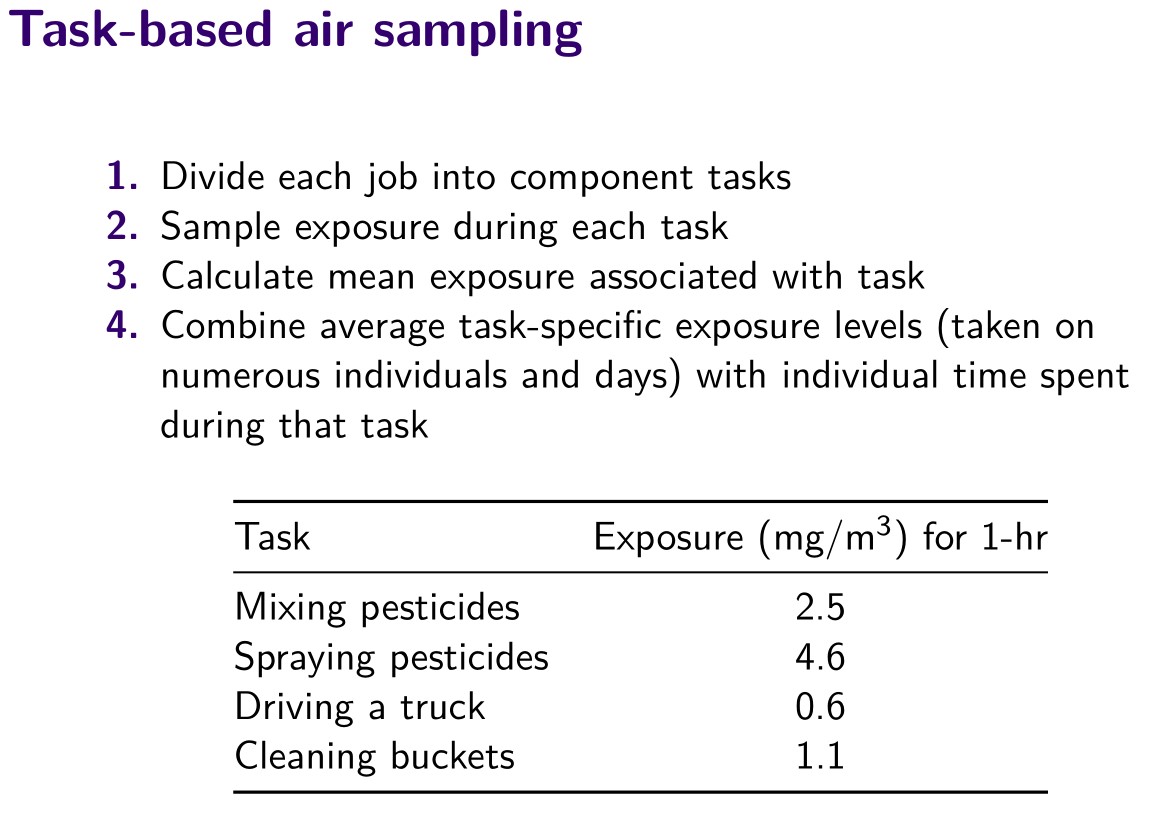 Task-based air sampling
1. Divide each job into component tasks
2. Sample exposure during each task
3. Calculate mean exposure associated with task
4. Combine average task-specific exposure levels (taken on
numerous individuals and days) with individual time spent
during that task
Task Exposure (mg/m³) for 1-hr
Mixing pesticides 2.5
Spraying pesticides 4.6
Driving a truck 0.6
Cleaning buckets 1.1